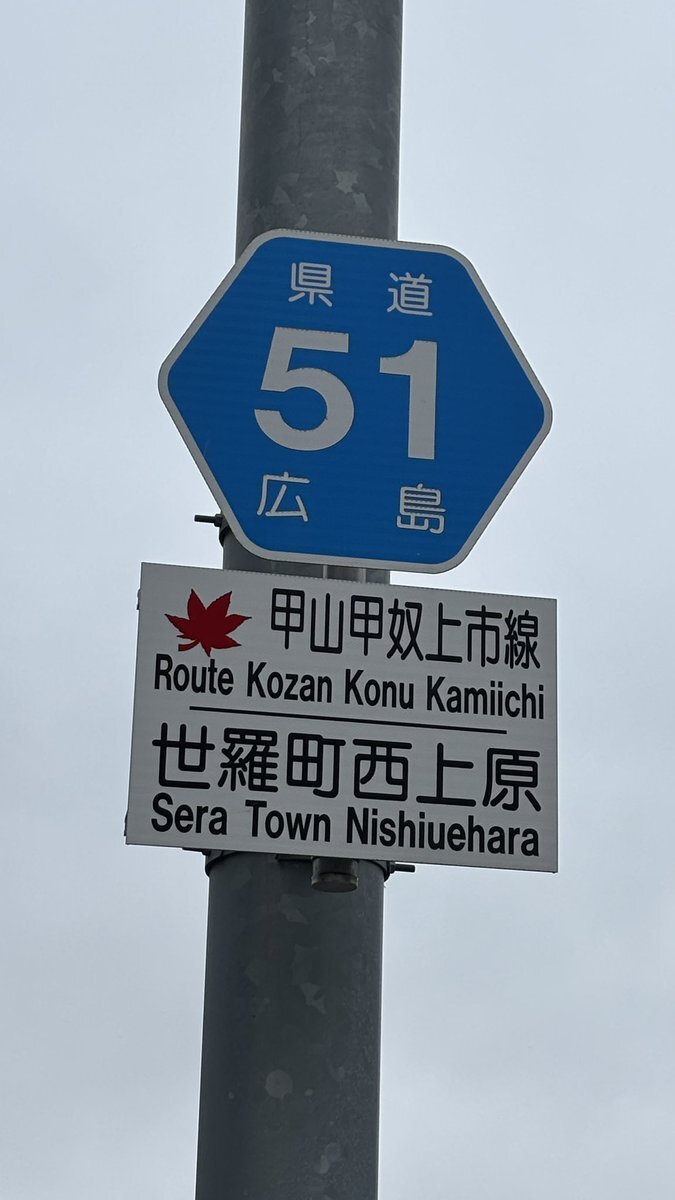 県道
51
広島
甲山甲奴上市線
Route Kozan Konu Kamiichi
世羅町西上原
Sera Town Nishiuehara